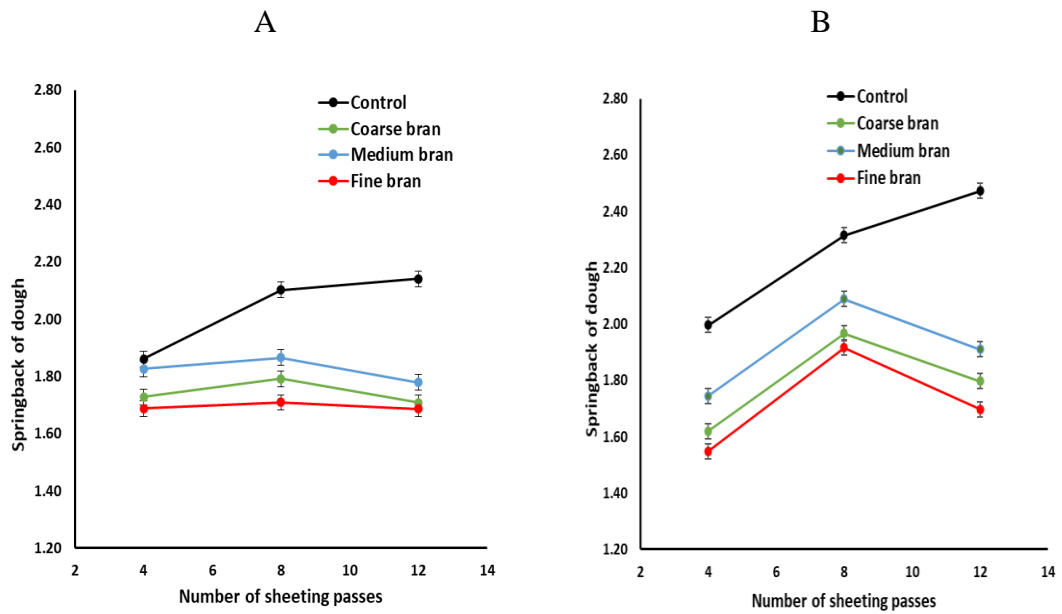 A
B
2.80
2.60
2.40
2.20
2.00
1.80
1.60
1.40
1.20
2
4
6
8
10
12
14
Springback of dough
Number of sheeting passes
Control
Coarse bran
Medium bran
Fine bran
2.80
2.60
2.40
2.20
2.00
1.80
1.60
1.40
1.20
2
4
6
8
10
12
14
Springback of dough
Number of sheeting passes
Control
Coarse bran
Medium bran
Fine bran